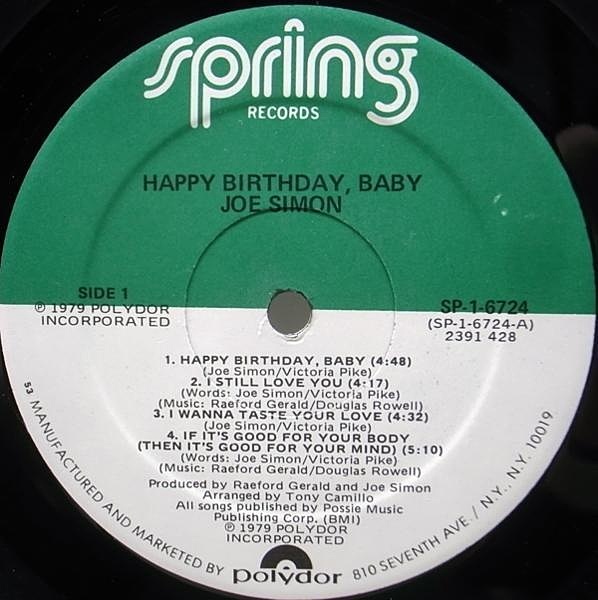 spring
RECORDS
HAPPY BIRTHDAY, BABY
JOE SIMON
SIDE 1
℗ 1979 POLYDOR
INCORPORATED
SP-1-6724
(SP-1-6724-A)
2391 428
1. HAPPY BIRTHDAY, BABY (4:48)
(Joe Simon/Victoria Pike)
2. I STILL LOVE YOU (4:17)
(Words: Joe Simon/Victoria Pike)
(Music: Raeford Gerald/Douglas Rowell)
3. I WANNA TASTE YOUR LOVE (4:32)
(Joe Simon/Victoria Pike)
4. IF IT'S GOOD FOR YOUR BODY
(THEN IT'S GOOD FOR YOUR MIND) (5:10)
(Words: Joe Simon/Victoria Pike)
(Music: Raeford Gerald/Douglas Rowell)
Produced by Raeford Gerald and Joe Simon
Arranged by Tony Camillo
All songs published by Possie Music
Publishing Corp. (BMI)
℗ 1979 POLYDOR
INCORPORATED
53 MANUFACTURED AND MARKETED BY polydor 810 SEVENTH AVE./ N.Y., N.Y. 10019